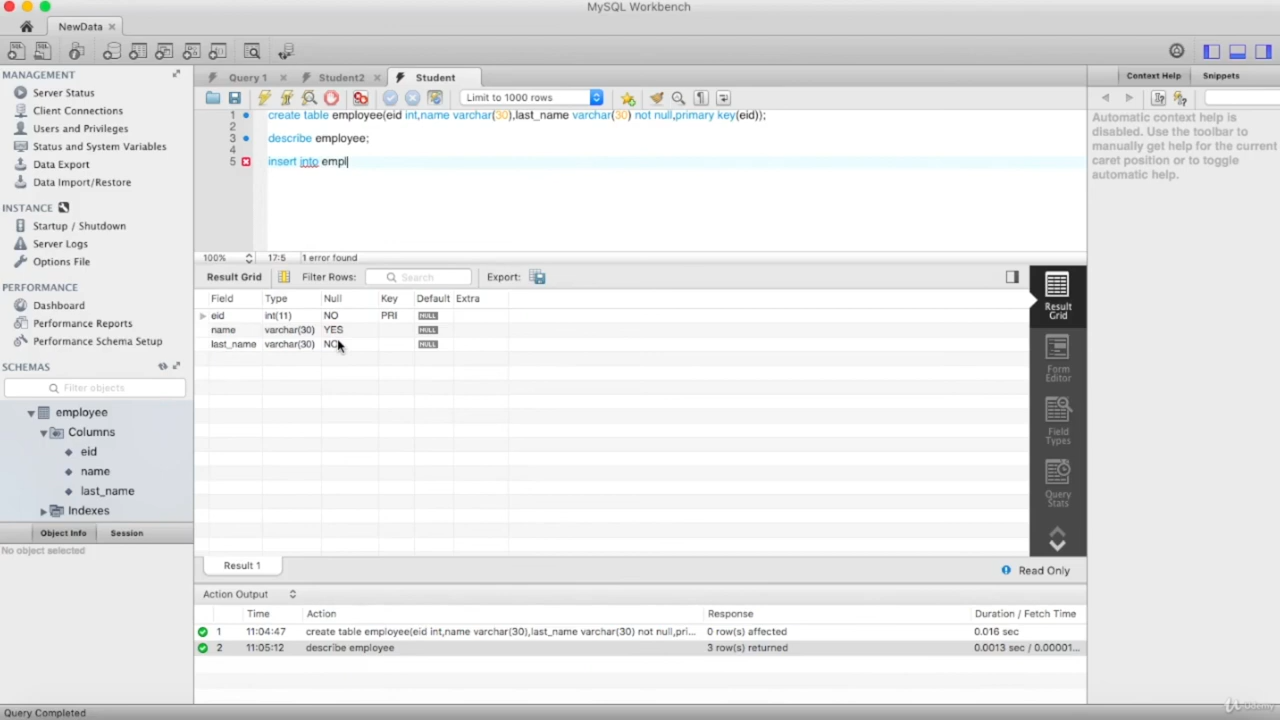 MySQL Workbench
NewData
MANAGEMENT
Server Status
Client Connections
Users and Privileges
Status and System Variables
Data Export
Data Import/Restore
INSTANCE
Startup / Shutdown
Server Logs
Options File
PERFORMANCE
Dashboard
Performance Reports
Performance Schema Setup
SCHEMAS
Filter objects
employee
Columns
eid
name
last_name
Indexes
Object Info Session
No object selected
Query 1 Student2 Student
Limit to 1000 rows
1 create table employee(eid int,name varchar(30),last_name varchar(30) not null,primary key(eid));
2
3 describe employee;
4
5 insert into empl
100% 17:5 1 error found
Result Grid Filter Rows: Search Export:
Field Type Null Key Default Extra
eid int(11) NO PRI NULL
name varchar(30) YES NULL
last_name varchar(30) NO NULL
Result Grid
Form Editor
Field Types
Query Stats
Result 1
Read Only
Action Output
Time Action Response Duration / Fetch Time
1 11:04:47 create table employee(eid int,name varchar(30),last_name varchar(30) not null,pri... 0 row(s) affected 0.016 sec
2 11:05:12 describe employee 3 row(s) returned 0.0013 sec / 0.00001...
Context Help Snippets
Automatic context help is
disabled. Use the toolbar to
manually get help for the current
caret position or to toggle
automatic help.
Query Completed
Udemy